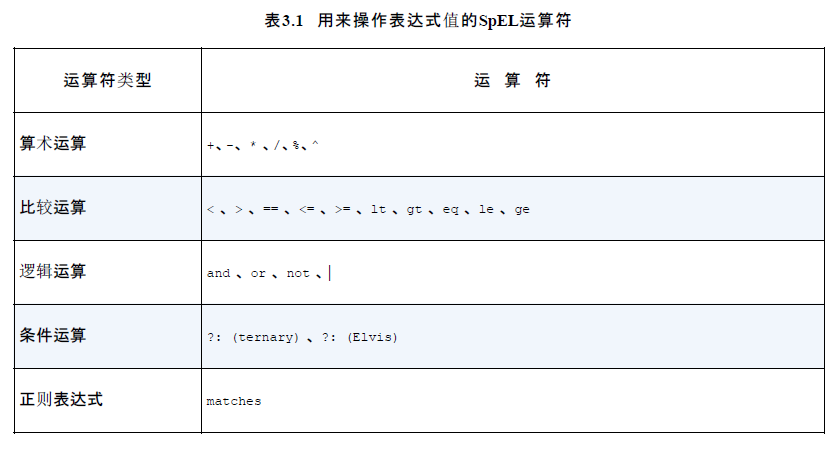 表3.1 用来操作表达式值的SpEL运算符
运算符类型 运 算 符
算术运算 +、-、* 、/、%、^
比较运算 < 、> 、== 、<= 、>= 、lt 、gt 、eq 、le 、ge
逻辑运算 and 、or 、not 、|
条件运算 ?: (ternary) 、?: (Elvis)
正则表达式 matches